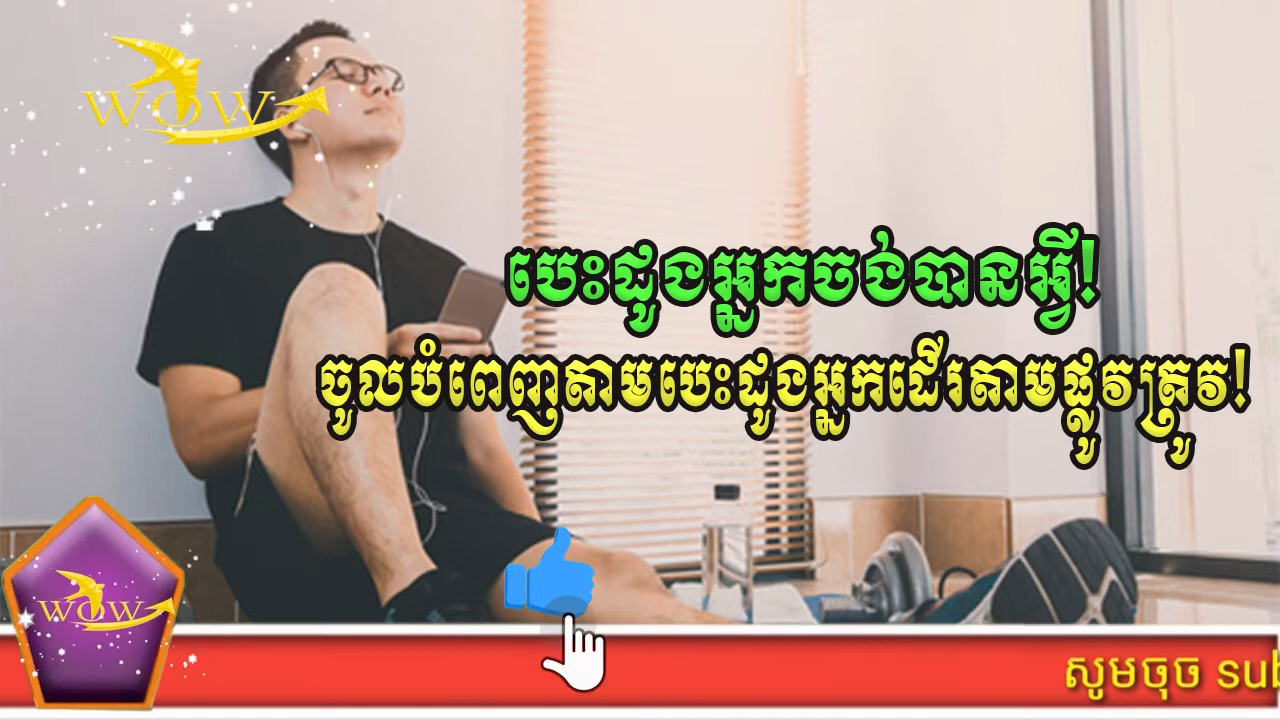 WOW
បេះដូងអ្នកចង់បានអ្វី!
ចូលបំពេញតាមបេះដូងអ្នកដើរតាមផ្លូវត្រូវ!
WOW
សូមចុច sub